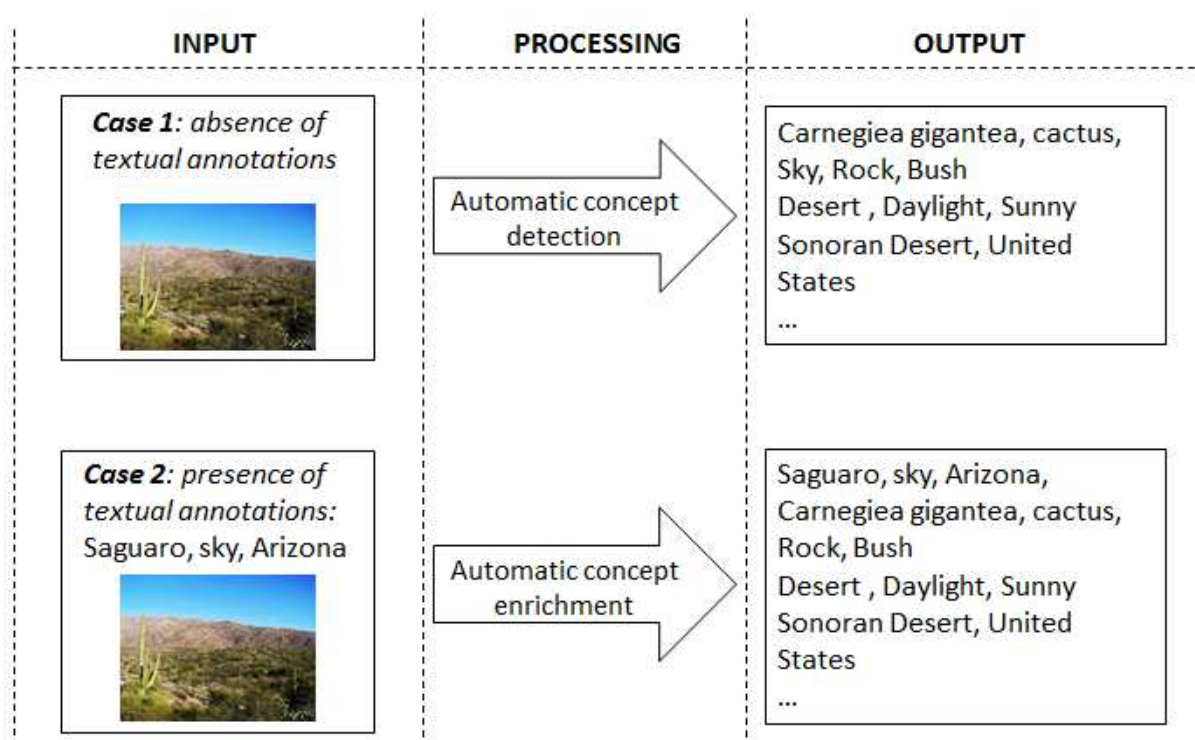 INPUT
PROCESSING
OUTPUT
Case 1: absence of
textual annotations
Automatic concept
detection
Carnegiea gigantea, cactus,
Sky, Rock, Bush
Desert , Daylight, Sunny
Sonoran Desert, United
States
...
Case 2: presence of
textual annotations:
Saguaro, sky, Arizona
Automatic concept
enrichment
Saguaro, sky, Arizona,
Carnegiea gigantea, cactus,
Rock, Bush
Desert , Daylight, Sunny
Sonoran Desert, United
States
...